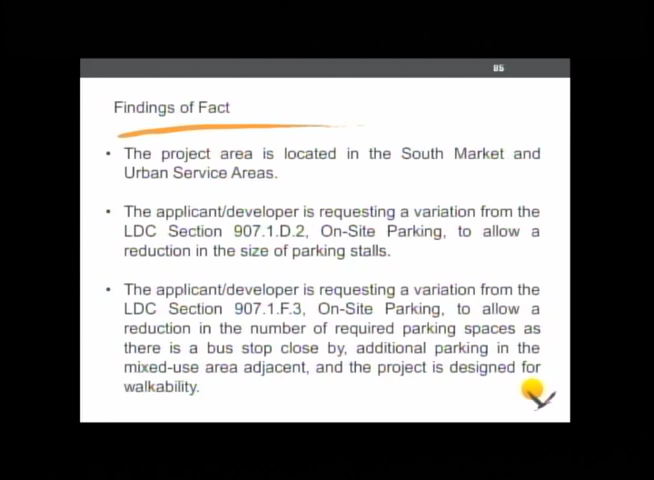 86
Findings of Fact
• The project area is located in the South Market and
Urban Service Areas.
• The applicant/developer is requesting a variation from the
LDC Section 907.1.D.2, On-Site Parking, to allow a
reduction in the size of parking stalls.
• The applicant/developer is requesting a variation from the
LDC Section 907.1.F.3, On-Site Parking, to allow a
reduction in the number of required parking spaces as
there is a bus stop close by, additional parking in the
mixed-use area adjacent, and the project is designed for
walkability.